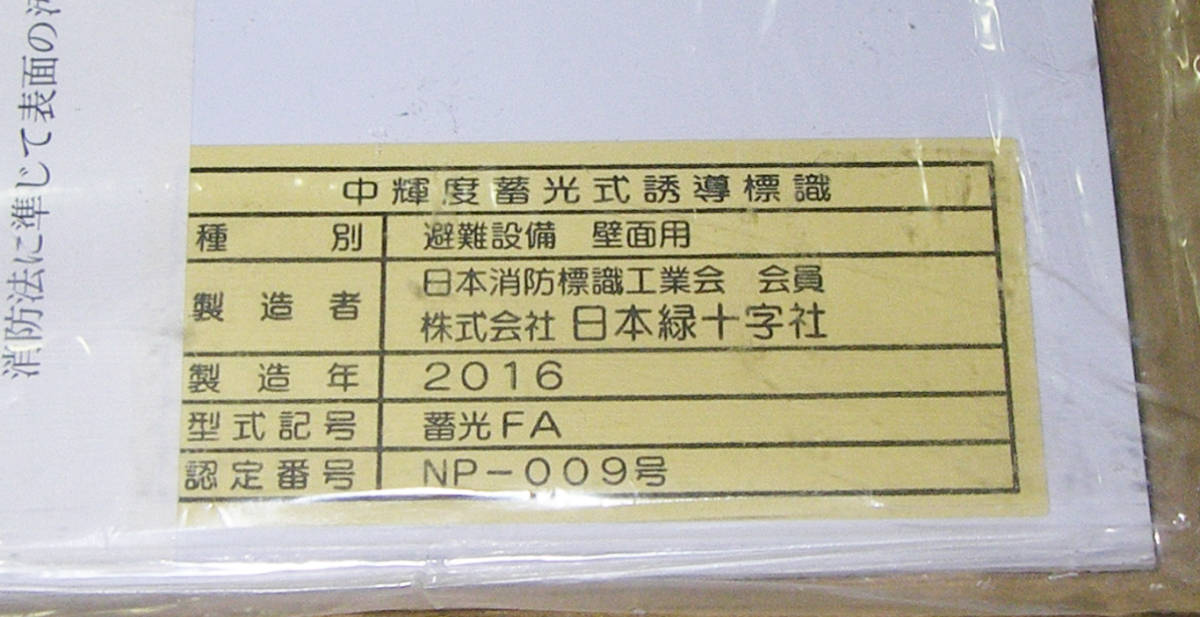 消防法に準じて表面の汚
中輝度蓄光式誘導標識
種別 避難設備 壁面用
製造者 日本消防標識工業会 会員
株式会社 日本緑十字社
製造年 2016
型式記号 蓄光FA
認定番号 NP-009号